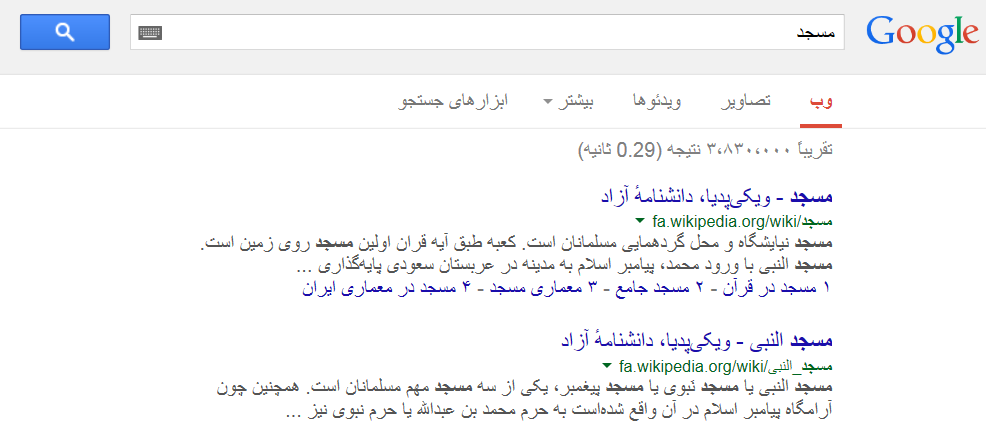 Google
مسجد
وب تصاویر ویدئوها بیشتر ابزارهای جستجو
تقریباً ۳،۸۳۰،۰۰۰ نتیجه (0.29 ثانیه)
مسجد - ویکی‌پدیا، دانشنامهٔ آزاد
fa.wikipedia.org/wiki/مسجد
مسجد نیایشگاه و محل گردهمایی مسلمانان است. کعبه طبق آیه قران اولین مسجد روی زمین است.
مسجد النبی با ورود محمد، پیامبر اسلام به مدینه در عربستان سعودی پایه‌گذاری ...
۱ مسجد در قرآن - ۲ مسجد جامع - ۳ معماری مسجد - ۴ مسجد در معماری ایران
مسجد النبی - ویکی‌پدیا، دانشنامهٔ آزاد
fa.wikipedia.org/wiki/مسجد_النبی
مسجد النبی یا مسجد نَبوی یا مسجد پیغمبر، یکی از سه مسجد مهم مسلمانان است. همچنین چون
آرامگاه پیامبر اسلام در آن واقع شده‌است به حرم محمد بن عبدالله یا حرم نبوی نیز ...